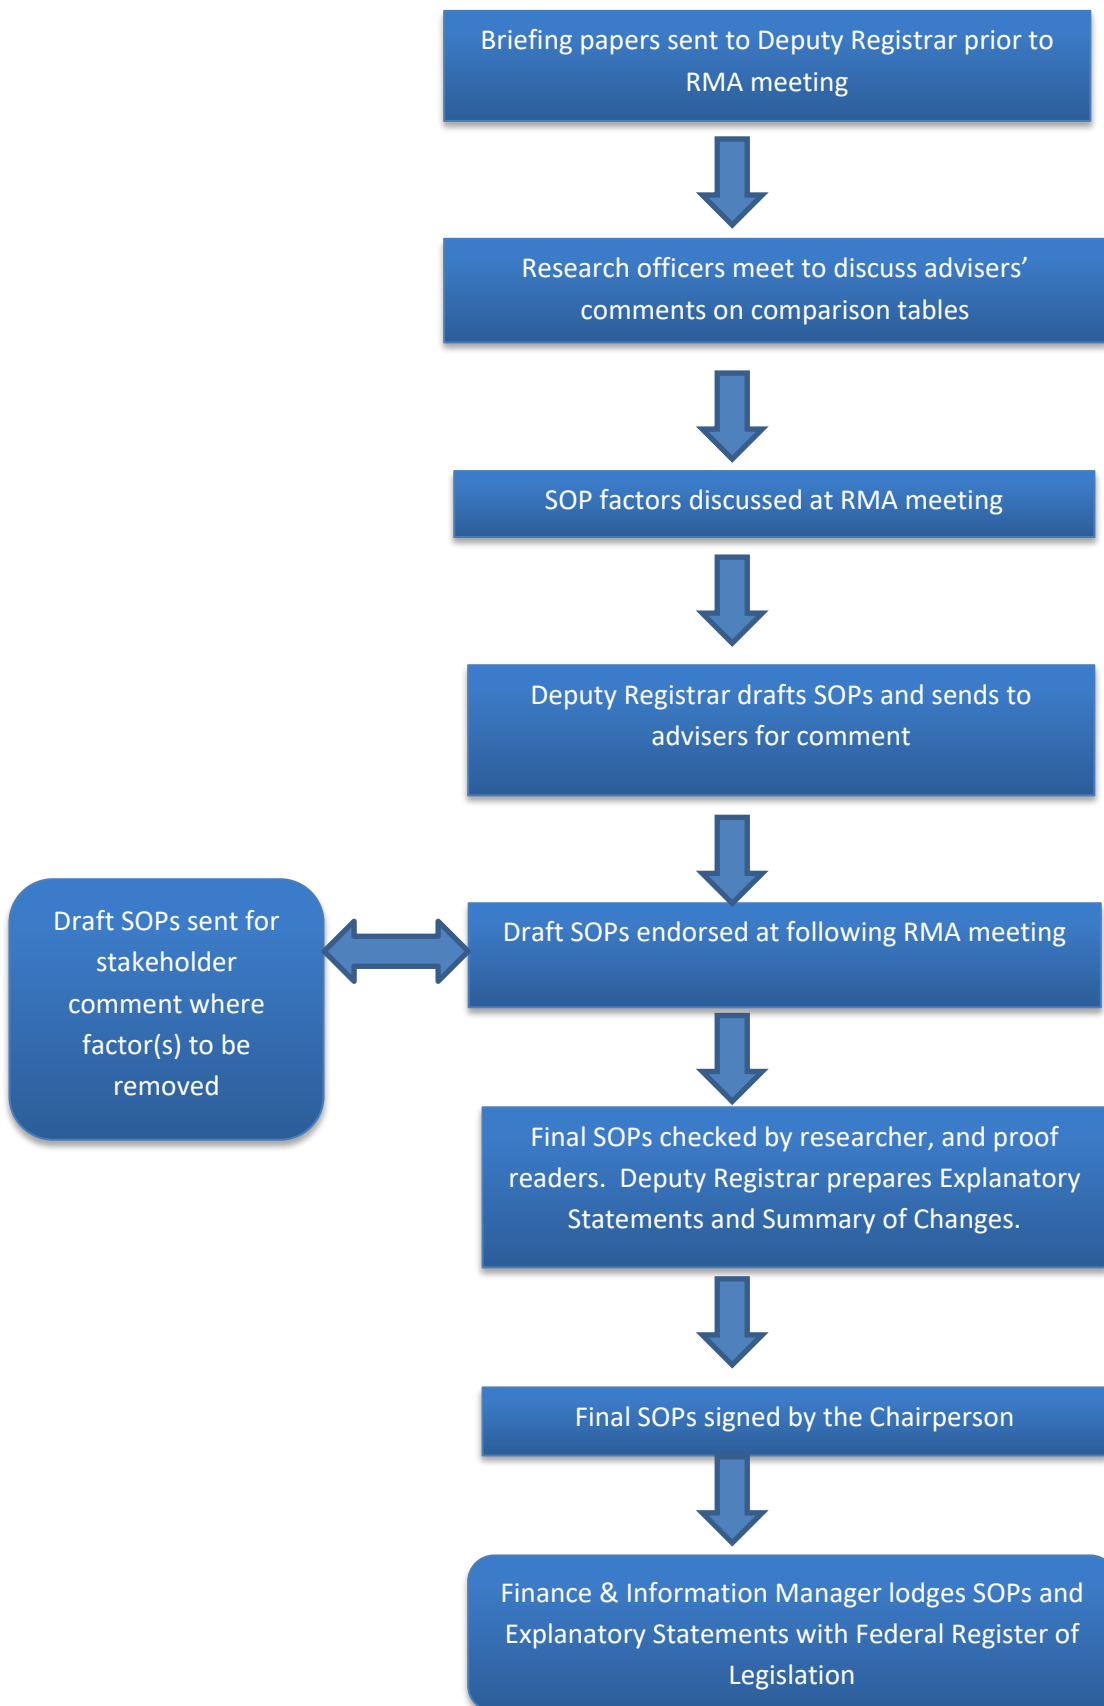 Briefing papers sent to Deputy Registrar prior to
RMA meeting
Research officers meet to discuss advisers’
comments on comparison tables
SOP factors discussed at RMA meeting
Deputy Registrar drafts SOPs and sends to
advisers for comment
Draft SOPs sent for
stakeholder
comment where
factor(s) to be
removed
Draft SOPs endorsed at following RMA meeting
Final SOPs checked by researcher, and proof
readers.  Deputy Registrar prepares Explanatory
Statements and Summary of Changes.
Final SOPs signed by the Chairperson
Finance & Information Manager lodges SOPs and
Explanatory Statements with Federal Register of
Legislation